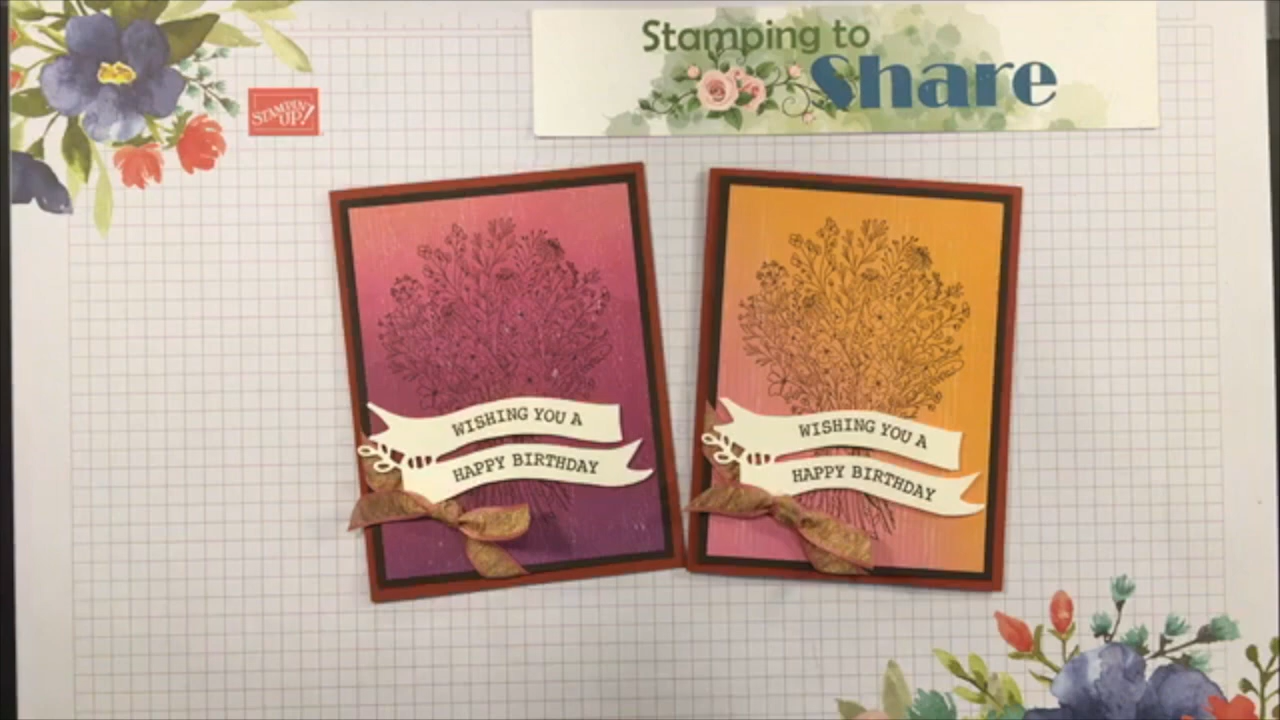 Stamping to
Share
STAMPIN'
UP!
WISHING YOU A
HAPPY BIRTHDAY
WISHING YOU A
HAPPY BIRTHDAY